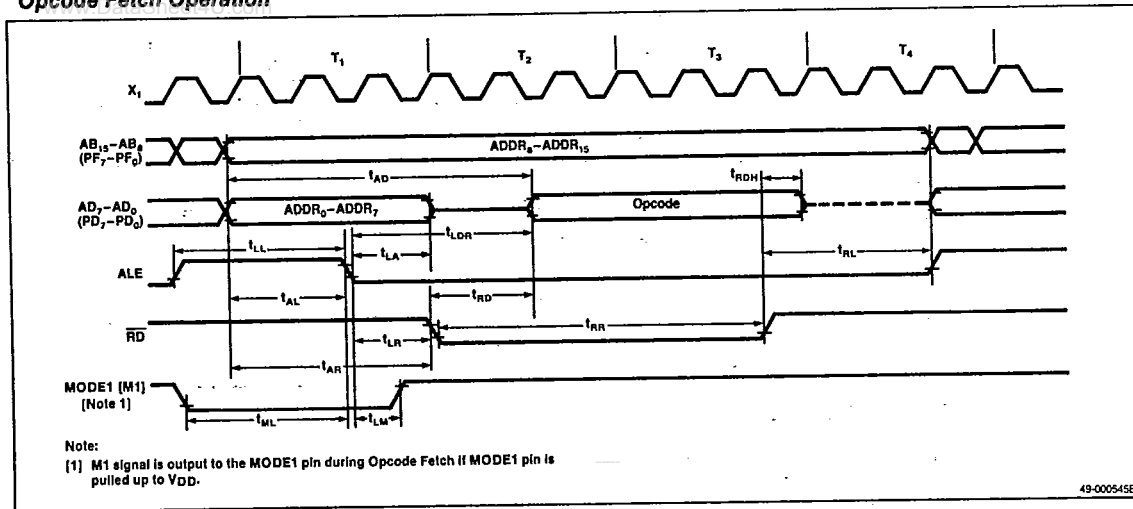 Opcode Fetch Operation
T1 T2 T3 T4
X1
AB15–AB8
(PF7–PF0)
ADDR8–ADDR15
tAD
tRDH
AD7–AD0
(PD7–PD0)
ADDR0–ADDR7
Opcode
tLDR
tLL
tLA
tRL
ALE
tAL
tRD
RD
tLR
tRR
tAR
MODE1 [M1]
[Note 1]
tML
tLM
Note:
[1] M1 signal is output to the MODE1 pin during Opcode Fetch if MODE1 pin is
pulled up to VDD.
49-000545B